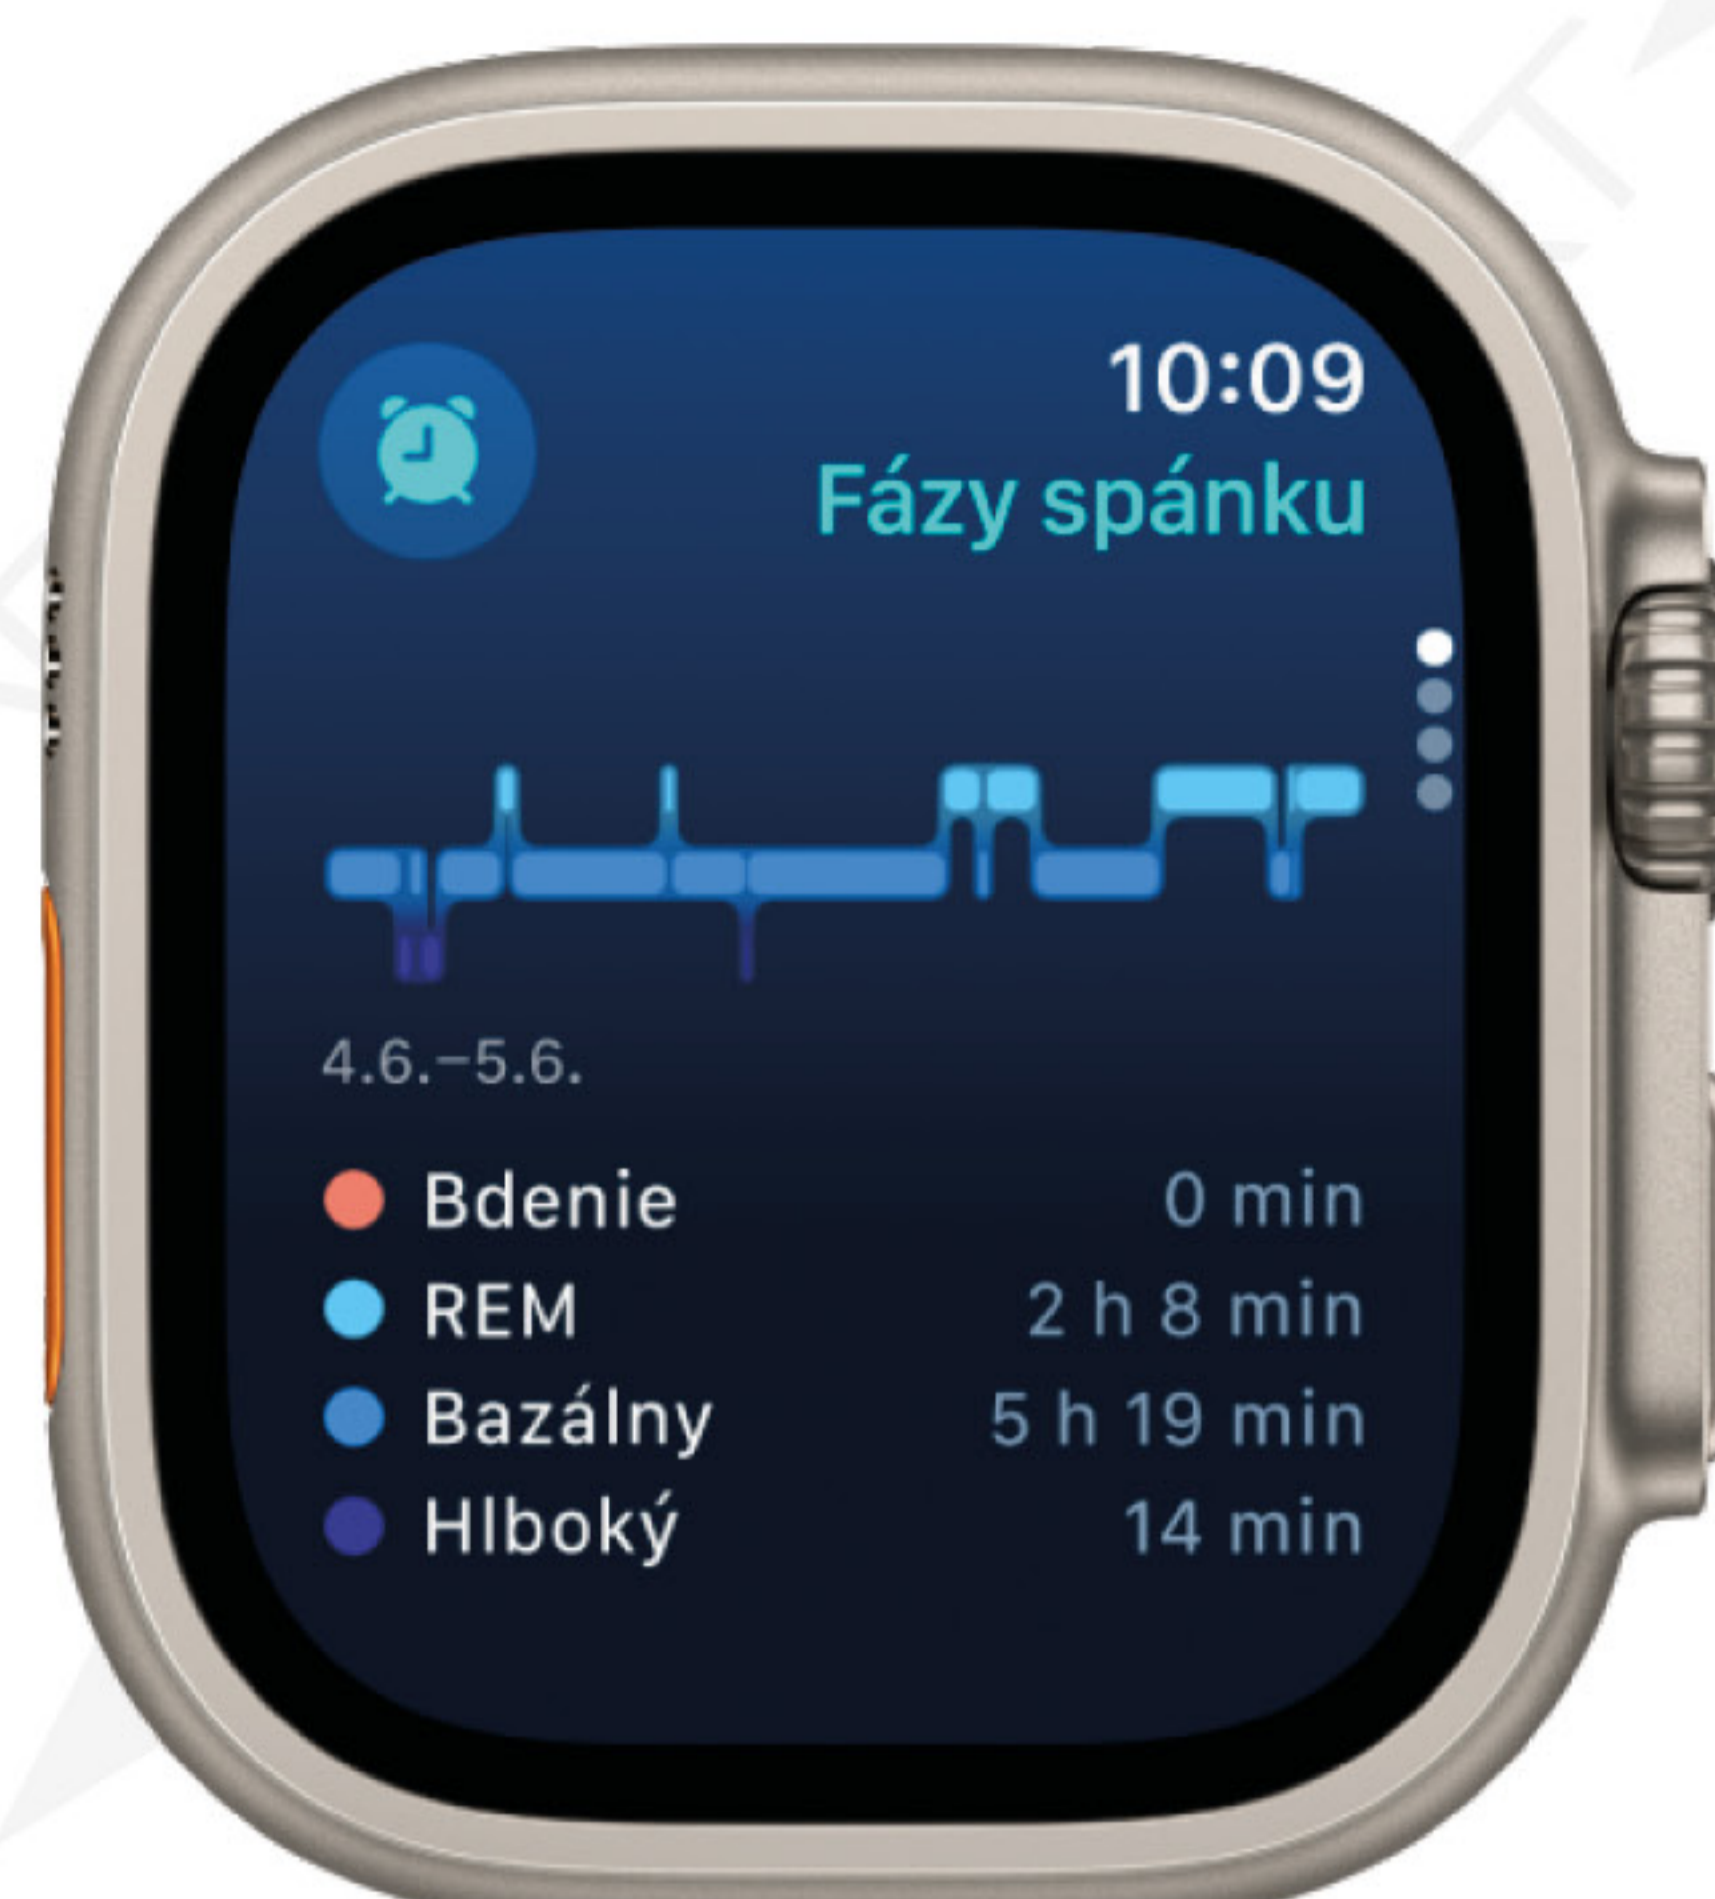 10:09
Fázy spánku
4.6.–5.6.
Bdenie 0 min
REM 2 h 8 min
Bazálny 5 h 19 min
Hlboký 14 min